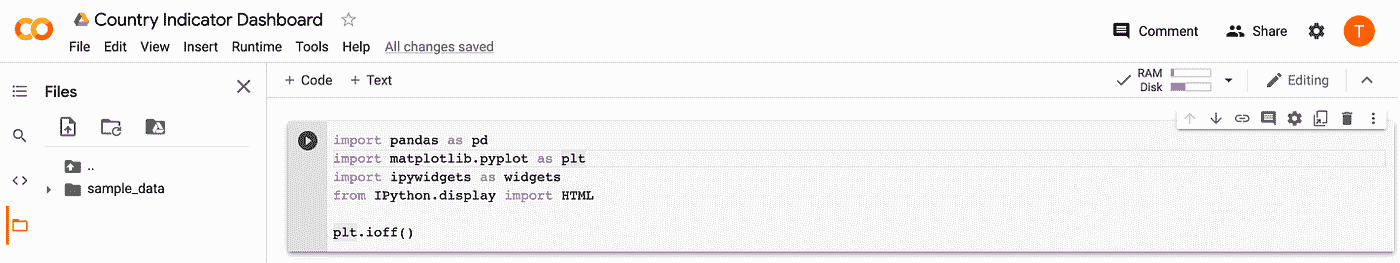 Country Indicator Dashboard
File Edit View Insert Runtime Tools Help All changes saved
Comment Share T
Files
+ Code + Text
RAM
Disk
Editing
..
sample_data
import pandas as pd
import matplotlib.pyplot as plt
import ipywidgets as widgets
from IPython.display import HTML
plt.ioff()